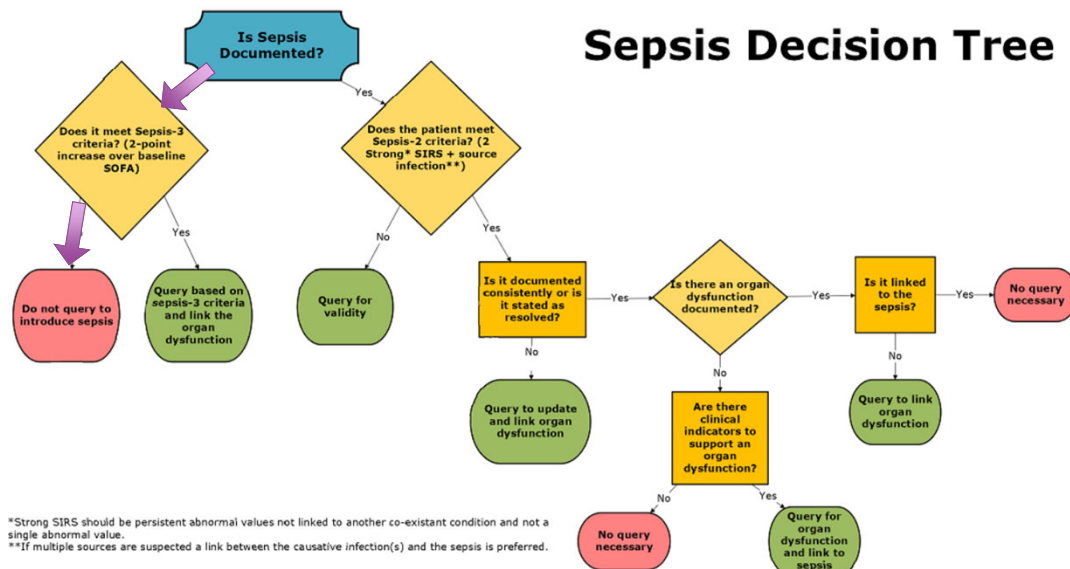 Sepsis Decision Tree
Is Sepsis
Documented?
Yes
Does it meet Sepsis-3
criteria? (2-point
increase over baseline
SOFA)
Yes
Do not query to
introduce sepsis
Query based on
sepsis-3 criteria
and link the
organ
dysfunction
Does the patient meet
Sepsis-2 criteria? (2
Strong* SIRS + source
infection**)
No
Yes
Query for
validity
Is it documented
consistently or is
it stated as
resolved?
Yes
No
Query to update
and link organ
dysfunction
Is there an organ
dysfunction
documented?
Yes
No
Is it linked
to the
sepsis?
Yes
No
No query
necessary
Query to link
organ
dysfunction
Are there
clinical
indicators to
support an
organ
dysfunction?
No
Yes
No query
necessary
Query for
organ
dysfunction
and link to
sepsis
*Strong SIRS should be persistent abnormal values not linked to another co-existant condition and not a
single abnormal value.
**If multiple sources are suspected a link between the causative infection(s) and the sepsis is preferred.